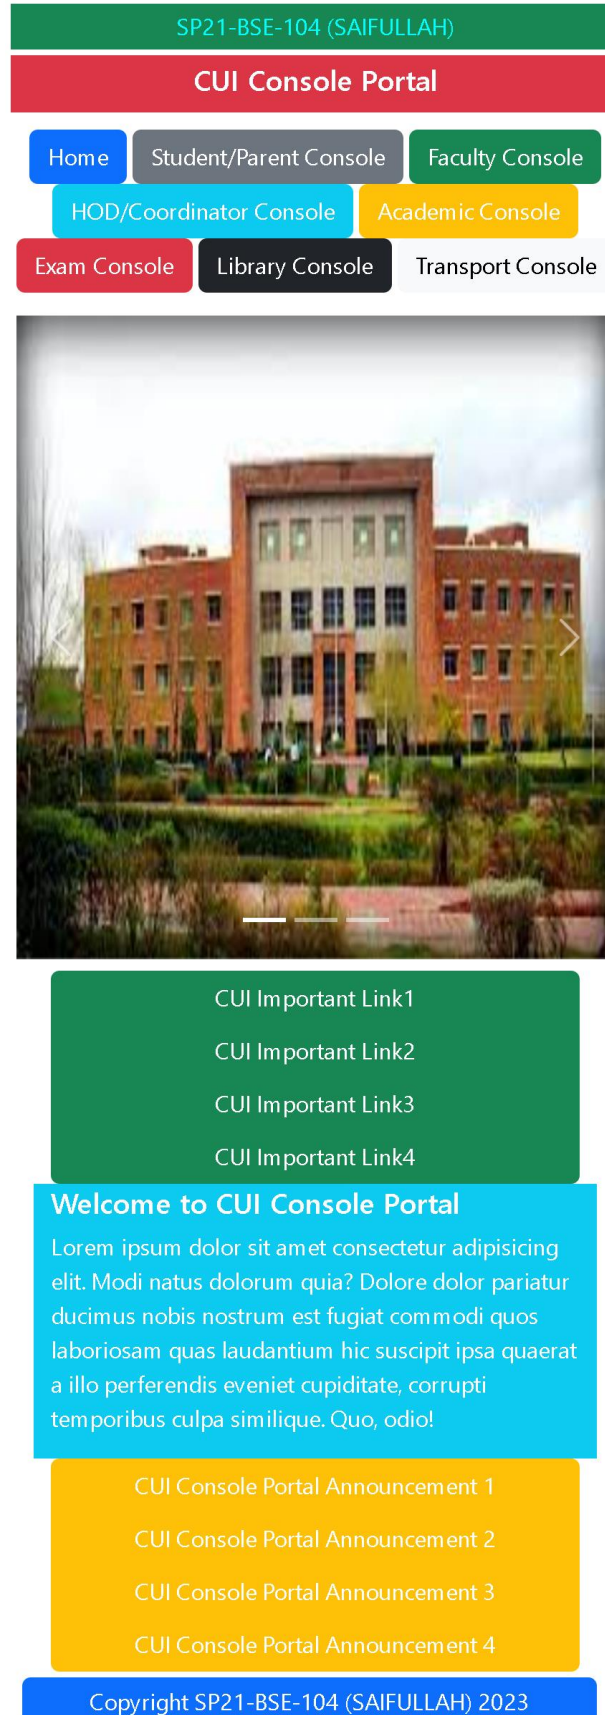 SP21-BSE-104 (SAIFULLAH)
CUI Console Portal
Home Student/Parent Console Faculty Console
HOD/Coordinator Console Academic Console
Exam Console Library Console Transport Console
CUI Important Link1
CUI Important Link2
CUI Important Link3
CUI Important Link4
Welcome to CUI Console Portal
Lorem ipsum dolor sit amet consectetur adipisicing
elit. Modi natus dolorum quia? Dolore dolor pariatur
ducimus nobis nostrum est fugiat commodi quos
laboriosam quas laudantium hic suscipit ipsa quaerat
a illo perferendis eveniet cupiditate, corrupti
temporibus culpa similique. Quo, odio!
CUI Console Portal Announcement 1
CUI Console Portal Announcement 2
CUI Console Portal Announcement 3
CUI Console Portal Announcement 4
Copyright SP21-BSE-104 (SAIFULLAH) 2023